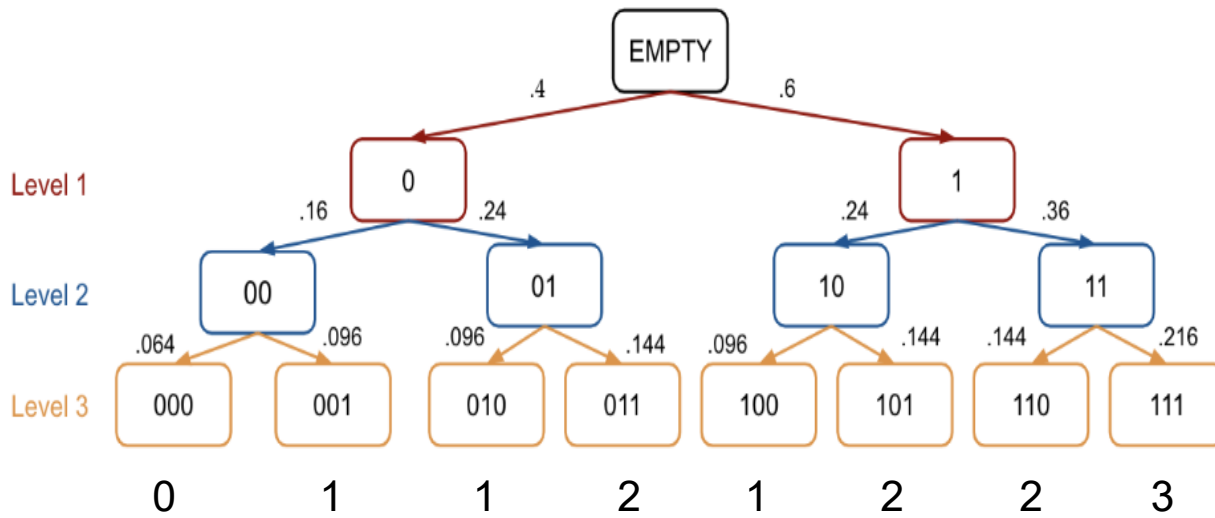 EMPTY
.4 .6
Level 1 0 1
.16 .24 .24 .36
Level 2 00 01 10 11
.064 .096 .096 .144 .096 .144 .144 .216
Level 3 000 001 010 011 100 101 110 111
0 1 1 2 1 2 2 3